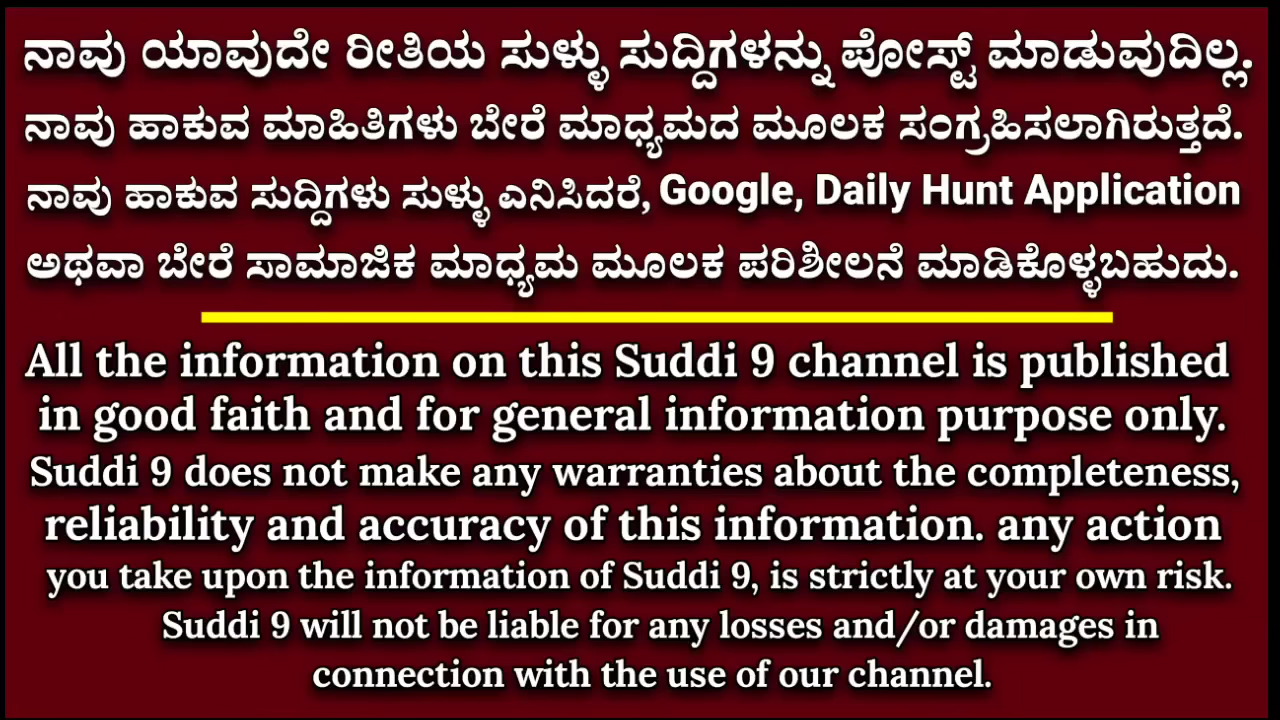 ನಾವು ಯಾವುದೇ ರೀತಿಯ ಸುಳ್ಳು ಸುದ್ದಿಗಳನ್ನು ಪೋಸ್ಟ್ ಮಾಡುವುದಿಲ್ಲ.
ನಾವು ಹಾಕುವ ಮಾಹಿತಿಗಳು ಬೇರೆ ಮಾಧ್ಯಮದ ಮೂಲಕ ಸಂಗ್ರಹಿಸಲಾಗಿರುತ್ತದೆ.
ನಾವು ಹಾಕುವ ಸುದ್ದಿಗಳು ಸುಳ್ಳು ಎನಿಸಿದರೆ, Google, Daily Hunt Application
ಅಥವಾ ಬೇರೆ ಸಾಮಾಜಿಕ ಮಾಧ್ಯಮ ಮೂಲಕ ಪರಿಶೀಲನೆ ಮಾಡಿಕೊಳ್ಳಬಹುದು.
All the information on this Suddi 9 channel is published
in good faith and for general information purpose only.
Suddi 9 does not make any warranties about the completeness,
reliability and accuracy of this information. any action
you take upon the information of Suddi 9, is strictly at your own risk.
Suddi 9 will not be liable for any losses and/or damages in
connection with the use of our channel.